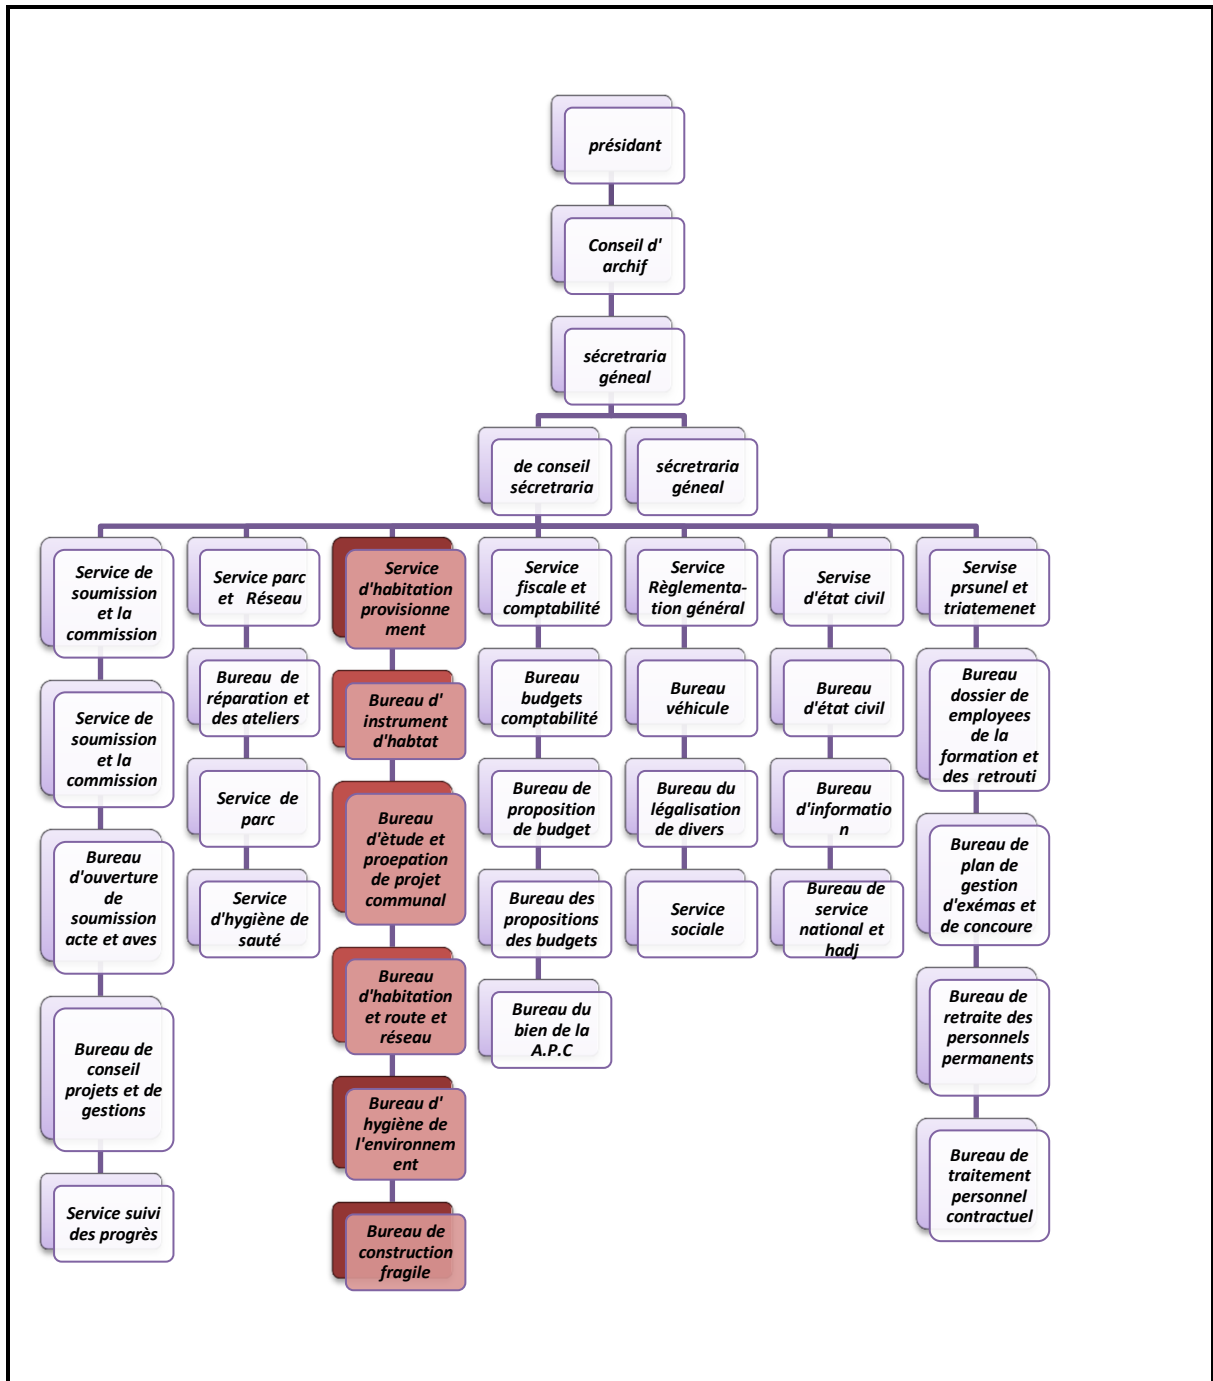 présidant
Conseil d'
archif
sécretraria
géneal
de conseil
sécretraria
sécretraria
géneal
Service de
soumission
et la
commission
Service de
soumission
et la
commission
Bureau
d'ouverture
de
soumission
acte et aves
Bureau de
conseil
projets et de
gestions
Service suivi
des progrès
Service parc
et Réseau
Bureau de
réparation et
des ateliers
Service de
parc
Service
d'hygiène de
sauté
Service
d'habitation
provisionne
ment
Bureau d'
instrument
d'habtat
Bureau
d'ètude et
proepation
de projet
communal
Bureau
d'habitation
et route et
réseau
Bureau d'
hygiène de
l'environnem
ent
Bureau de
construction
fragile
Service
fiscale et
comptabilité
Bureau
budgets
comptabilité
Bureau de
proposition
de budget
Bureau des
propositions
des budgets
Bureau du
bien de la
A.P.C
Service
Règlementa-
tion général
Bureau
véhicule
Bureau du
légalisation
de divers
Service
sociale
Servise
d'état civil
Bureau
d'état civil
Bureau
d'informatio
n
Bureau de
service
national et
hadj
Servise
prsunel et
triatemenet
Bureau
dossier de
employees
de la
formation et
des retrouti
Bureau de
plan de
gestion
d'exémas et
de concoure
Bureau de
retraite des
personnels
permanents
Bureau de
traitement
personnel
contractuel